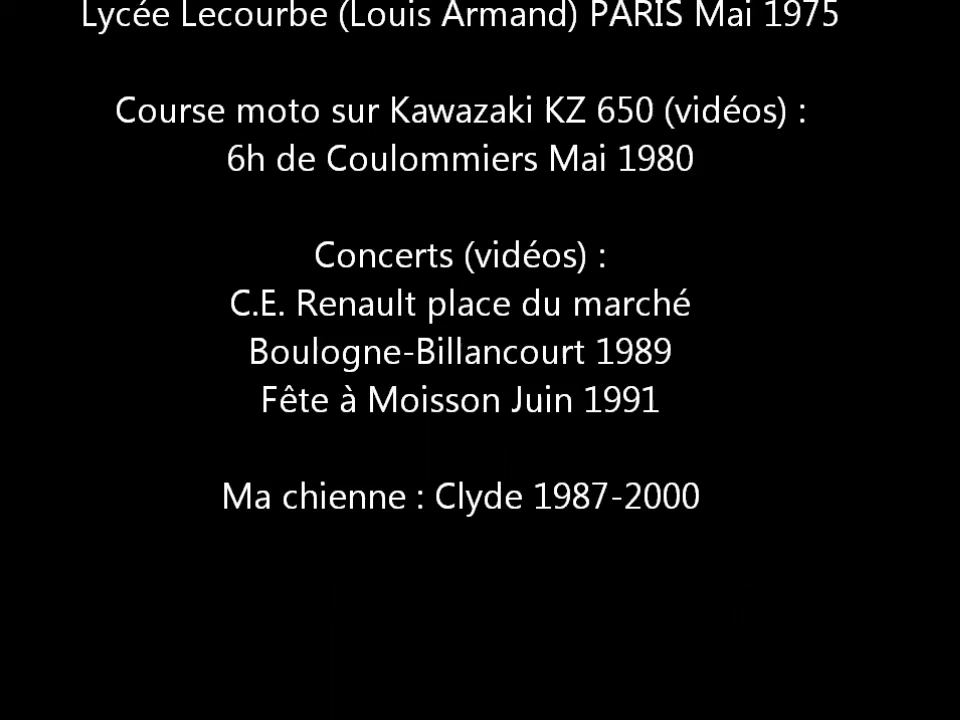 Lycée Lecourbe (Louis Armand) PARIS Mai 1975
Course moto sur Kawazaki KZ 650 (vidéos) :
6h de Coulommiers Mai 1980
Concerts (vidéos) :
C.E. Renault place du marché
Boulogne-Billancourt 1989
Fête à Moisson Juin 1991
Ma chienne : Clyde 1987-2000